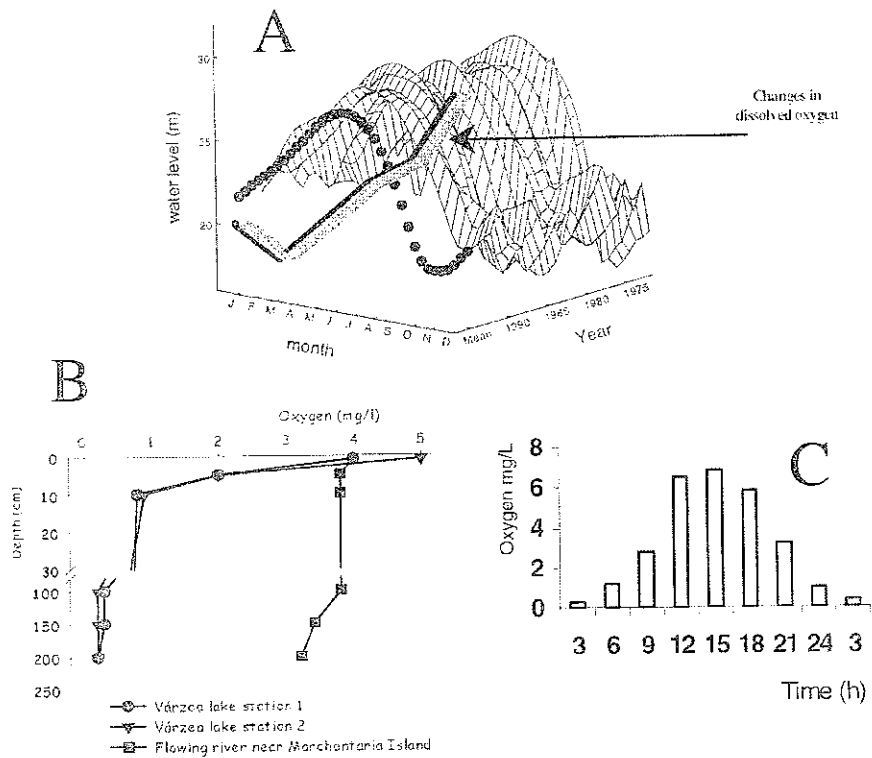 A
30
25
20
water level (m)
Changes in
dissolved oxygen
J F M A M J J A S O N D
month
Mean 1990 1985 1980 1975
Year
B
Oxygen (mg/l)
0 1 2 3 4 5
0
10
20
30
100
150
200
250
Depth (cm)
Várzea lake station 1
Várzea lake station 2
Flowing river near Marchantaria Island
C
Oxygen mg/L
8
6
4
2
0
3 6 9 12 15 18 21 24 3
Time (h)